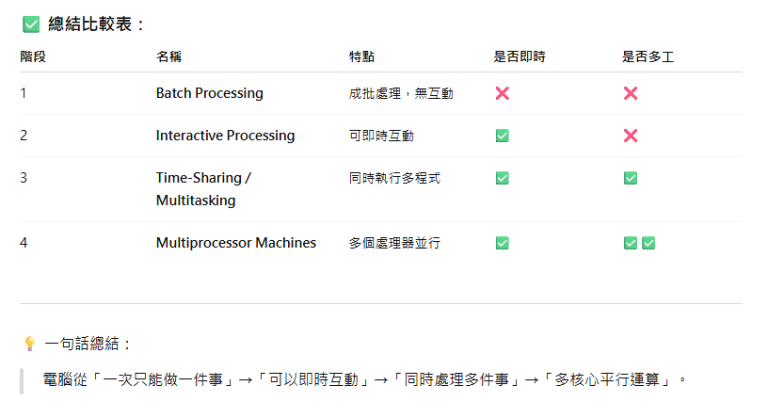 ✅ 總結比較表：
階段 名稱 特點 是否即時 是否多工
1 Batch Processing 成批處理，無互動 ❌ ❌
2 Interactive Processing 可即時互動 ✅ ❌
3 Time-Sharing / 同時執行多程式 ✅ ✅
Multitasking
4 Multiprocessor Machines 多個處理器並行 ✅ ✅✅
💡 一句話總結：
電腦從「一次只能做一件事」→「可以即時互動」→「同時處理多件事」→「多核心平行運算」。